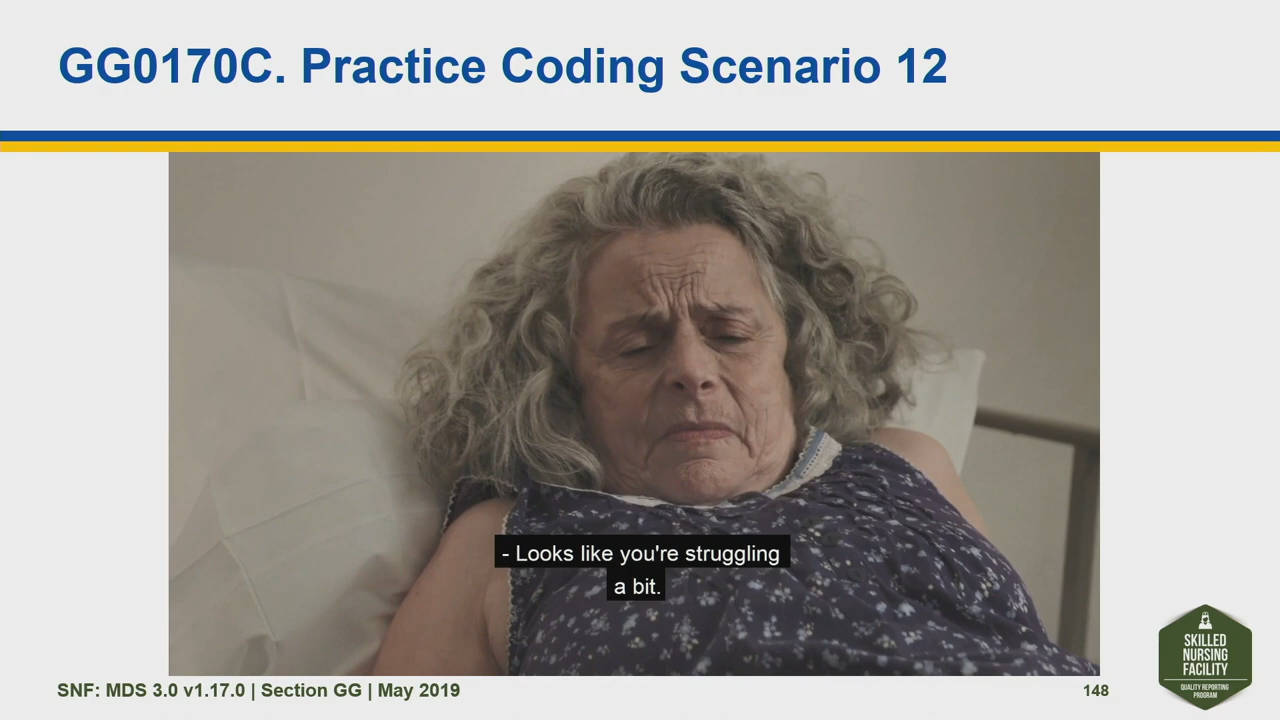 GG0170C. Practice Coding Scenario 12
- Looks like you're struggling
a bit.
SNF: MDS 3.0 v1.17.0 | Section GG | May 2019
148
SKILLED
NURSING
FACILITY
QUALITY REPORTING
PROGRAM